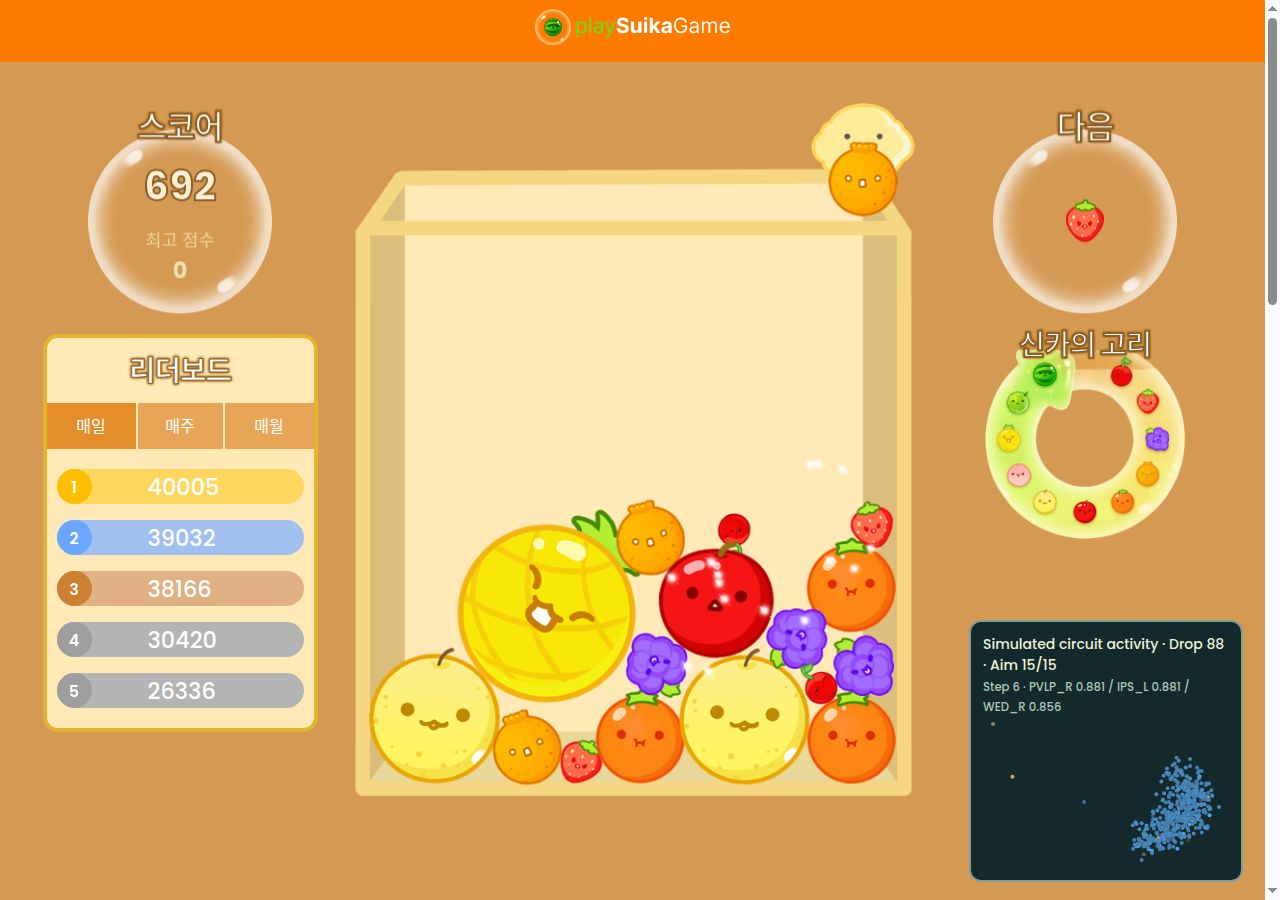 playSuikaGame
스코어
692
최고 점수
0
다음
리더보드
매일 매주 매월
1 40005
2 39032
3 38166
4 30420
5 26336
신카의 고리
Simulated circuit activity · Drop 88
· Aim 15/15
Step 6 · PVLP_R 0.881 / IPS_L 0.881 /
WED_R 0.856